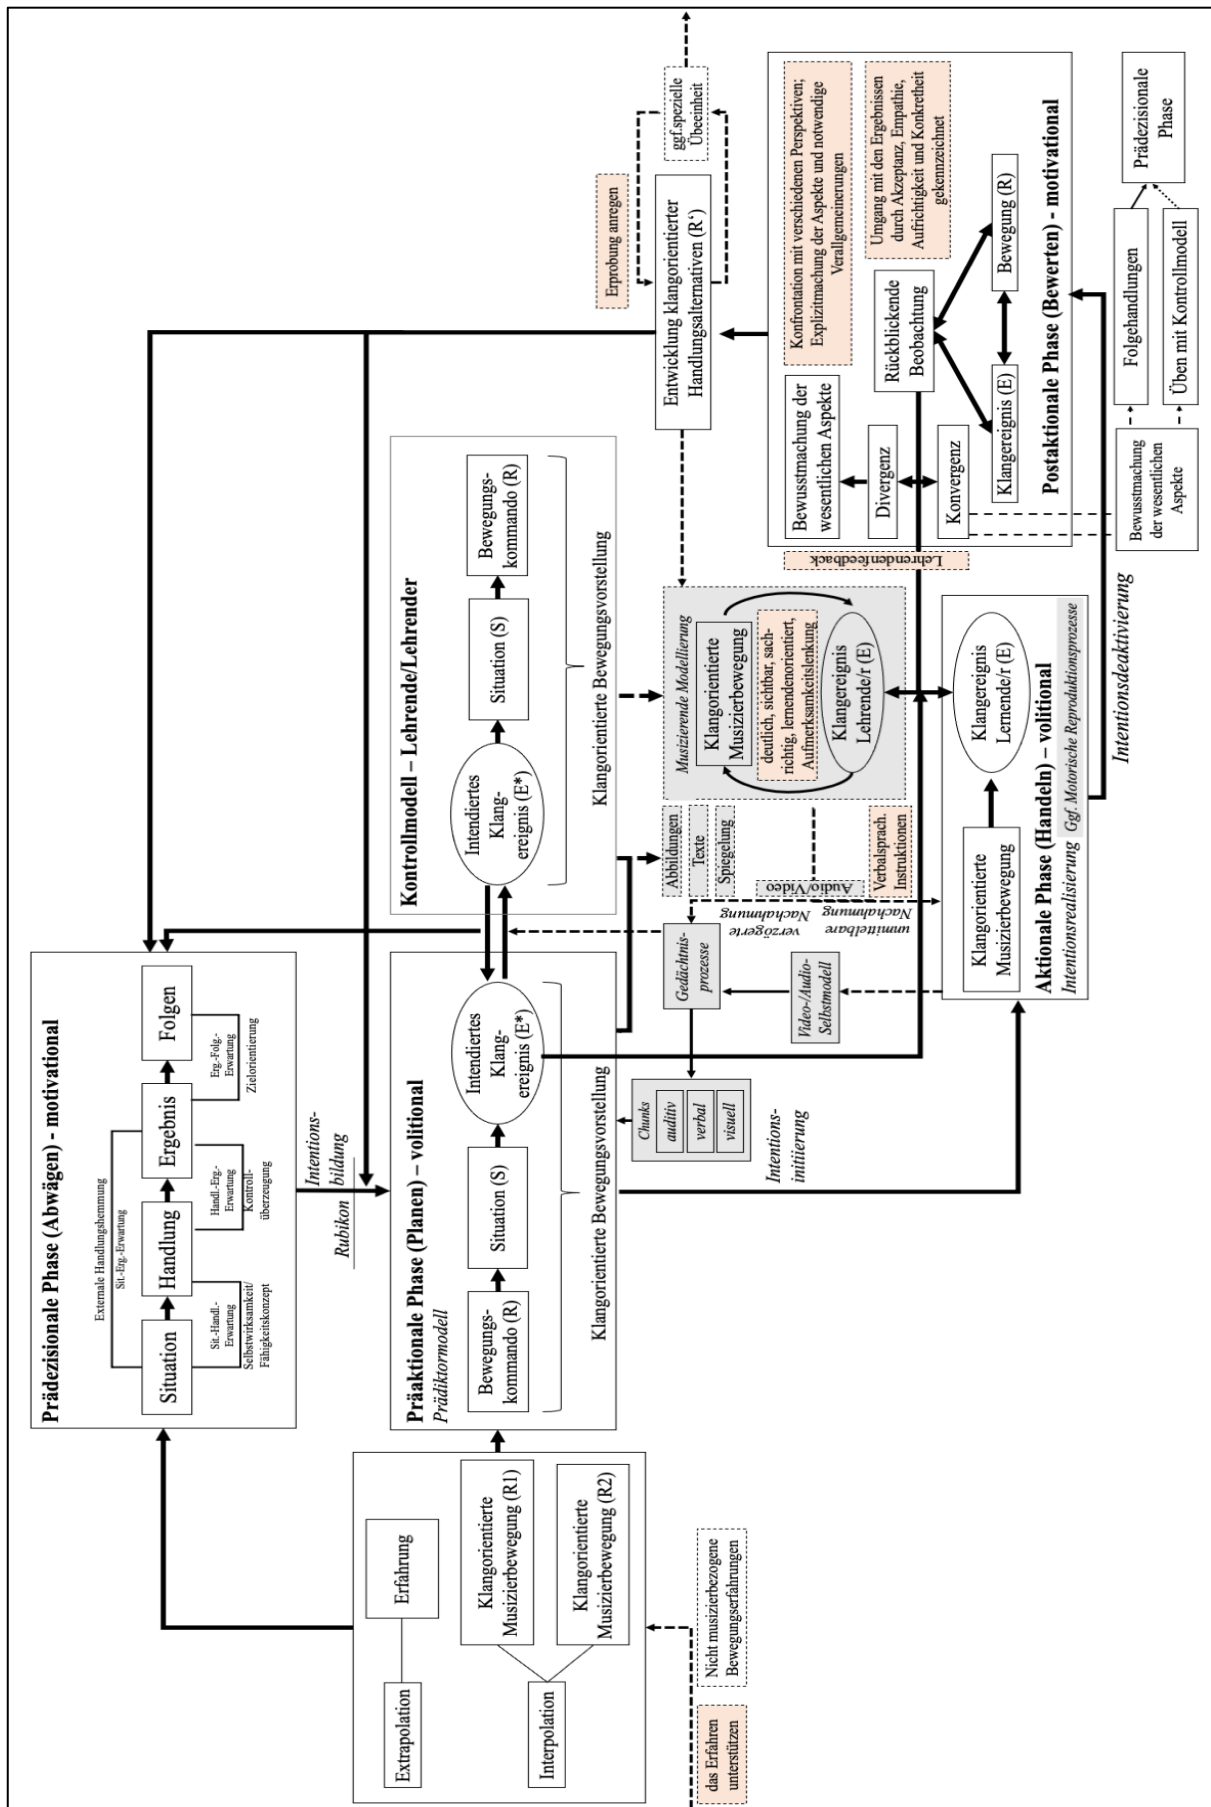 Prädezisionale Phase (Abwägen) - motivational
Externale Handlungshemmung
Sit.-Erg.-Erwartung
Situation
Handlung
Ergebnis
Folgen
Sit.-Handl.-
Erwartung
Selbstwirksamkeit/
Fähigkeitskonzept
Handl.-Erg.-
Erwartung
Kontroll-
überzeugung
Erg.-Folg.-
Erwartung
Zielorientierung
Rubikon
Intentions-
bildung
Extrapolation
Erfahrung
Interpolation
Klangorientierte
Musizierbewegung (R1)
Klangorientierte
Musizierbewegung (R2)
das Erfahren
unterstützen
Nicht musizierbezogene
Bewegungserfahrungen
Präaktionale Phase (Planen) – volitional
Prädiktormodell
Bewegungs-
kommando (R)
Situation (S)
Intendiertes
Klang-
ereignis (E*)
Klangorientierte Bewegungsvorstellung
Kontrollmodell – Lehrende/Lehrender
Intendiertes
Klang-
ereignis (E*)
Situation (S)
Bewegungs-
kommando (R)
Klangorientierte Bewegungsvorstellung
Entwicklung klangorientierter
Handlungsalternativen (R‘)
Erprobung anregen
ggf.spezielle
Übeeinheit
Chunks
auditiv
verbal
visuell
Intentions-
initiierung
Gedächtnis-
prozesse
Video-/Audio-
Selbstmodell
verzögerte
Nachahmung
unmittelbare
Nachahmung
Abbildungen
Texte
Spiegelung
Audio/Video
Verbalsprach.
Instruktionen
Musizierende Modellierung
Klangorientierte
Musizierbewegung
deutlich, sichtbar, sach-
richtig, lernendenorientiert,
Aufmerksamkeitslenkung
Klangereignis
Lehrende/r (E)
Lehrendenfeedback
Aktionale Phase (Handeln) – volitional
Intentionsrealisierung
Ggf. Motorische Reproduktionsprozesse
Klangorientierte
Musizierbewegung
Klangereignis
Lernende/r (E)
Intentionsdeaktivierung
Konfrontation mit verschiedenen Perspektiven;
Explizitmachung der Aspekte und notwendige
Verallgemeinerungen
Umgang mit den Ergebnissen
durch Akzeptanz, Empathie,
Aufrichtigkeit und Konkretheit
gekennzeichnet
Bewusstmachung der
wesentlichen Aspekte
Divergenz
Konvergenz
Rückblickende
Beobachtung
Klangereignis (E)
Bewegung (R)
Postaktionale Phase (Bewerten) - motivational
Bewusstmachung
der wesentlichen
Aspekte
Folgehandlungen
Üben mit Kontrollmodell
Prädezisionale
Phase